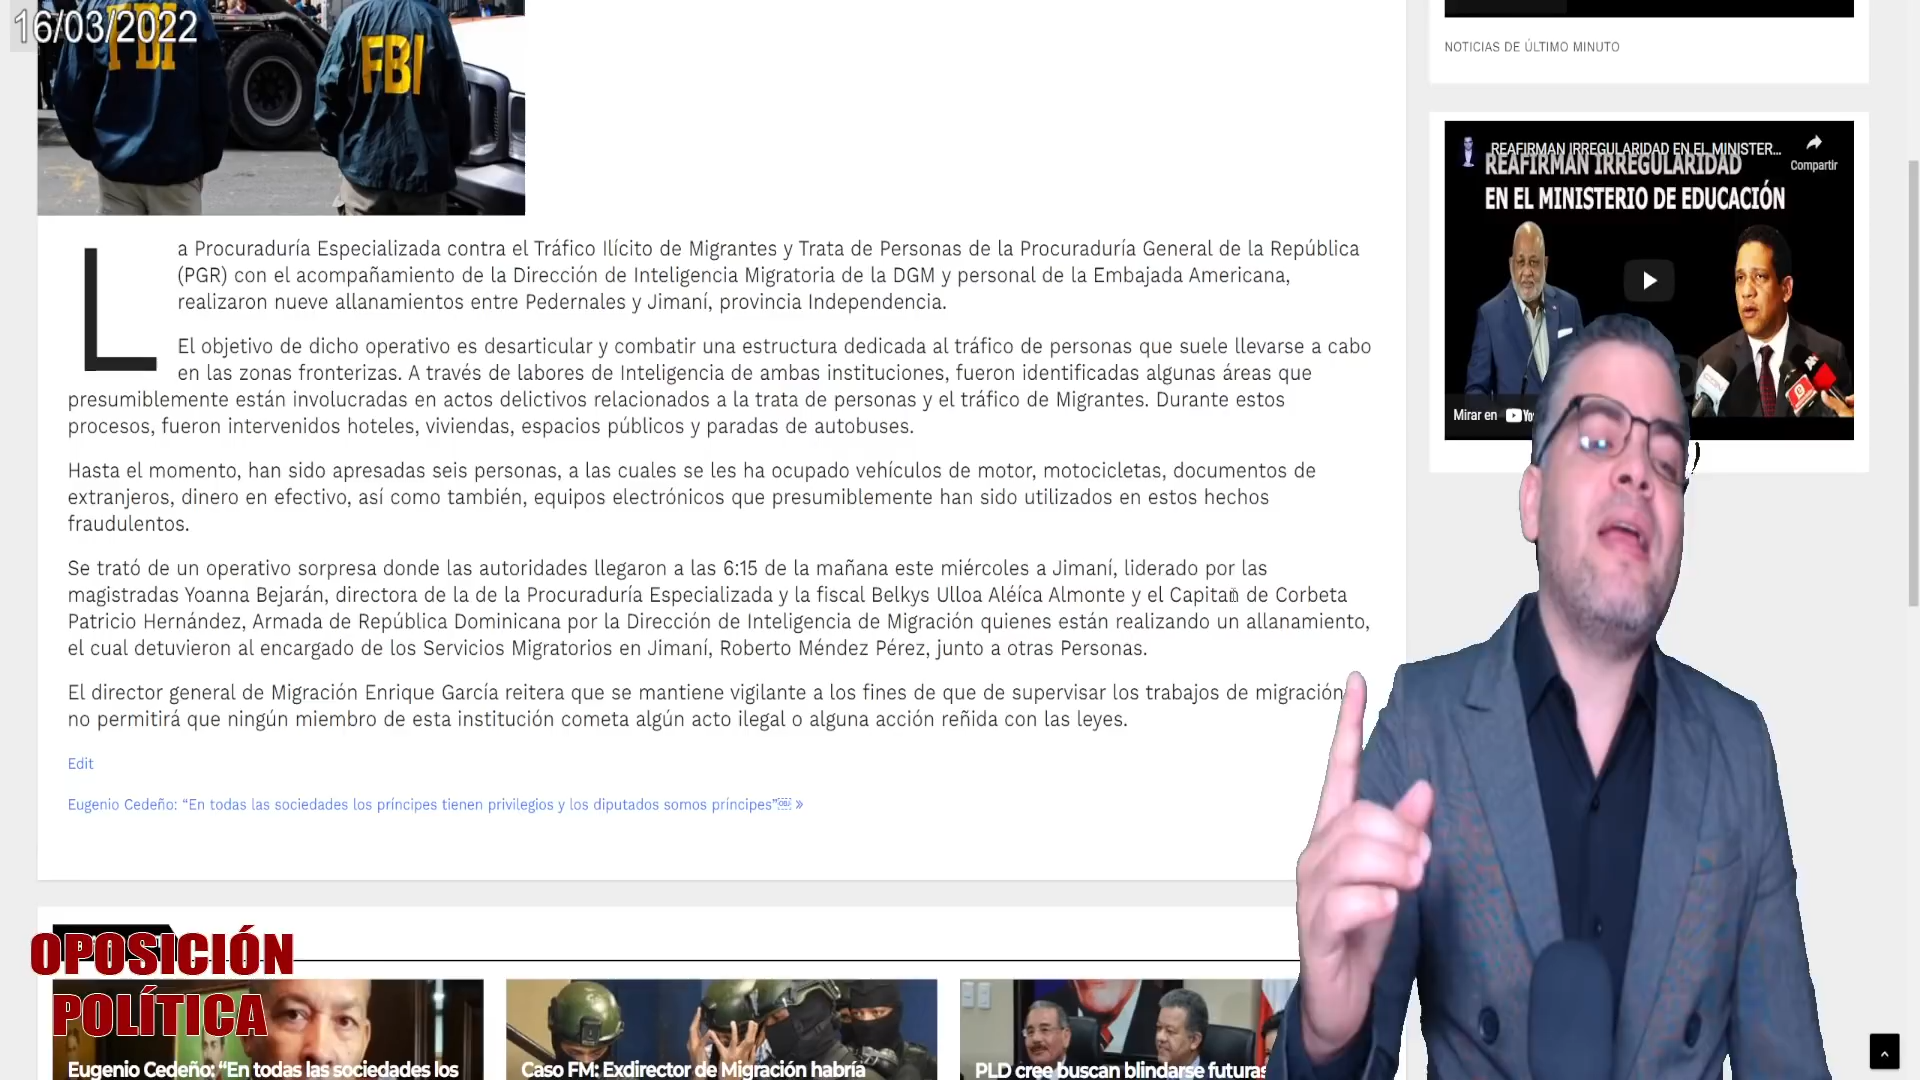 16/03/2022
FBI
FBI
NOTICIAS DE ÚLTIMO MINUTO
REAFIRMAN IRREGULARIDAD EN EL MINISTER...
Compartir
REAFIRMAN IRREGULARIDAD
EN EL MINISTERIO DE EDUCACIÓN
Mirar en
La Procuraduría Especializada contra el Tráfico Ilícito de Migrantes y Trata de Personas de la Procuraduría General de la República
(PGR) con el acompañamiento de la Dirección de Inteligencia Migratoria de la DGM y personal de la Embajada Americana,
realizaron nueve allanamientos entre Pedernales y Jimaní, provincia Independencia.
El objetivo de dicho operativo es desarticular y combatir una estructura dedicada al tráfico de personas que suele llevarse a cabo
en las zonas fronterizas. A través de labores de Inteligencia de ambas instituciones, fueron identificadas algunas áreas que
presumiblemente están involucradas en actos delictivos relacionados a la trata de personas y el tráfico de Migrantes. Durante estos
procesos, fueron intervenidos hoteles, viviendas, espacios públicos y paradas de autobuses.
Hasta el momento, han sido apresadas seis personas, a las cuales se les ha ocupado vehículos de motor, motocicletas, documentos de
extranjeros, dinero en efectivo, así como también, equipos electrónicos que presumiblemente han sido utilizados en estos hechos
fraudulentos.
Se trató de un operativo sorpresa donde las autoridades llegaron a las 6:15 de la mañana este miércoles a Jimaní, liderado por las
magistradas Yoanna Bejarán, directora de la de la Procuraduría Especializada y la fiscal Belkys Ulloa Aléíca Almonte y el Capitan de Corbeta
Patricio Hernández, Armada de República Dominicana por la Dirección de Inteligencia de Migración quienes están realizando un allanamiento,
el cual detuvieron al encargado de los Servicios Migratorios en Jimaní, Roberto Méndez Pérez, junto a otras Personas.
El director general de Migración Enrique García reitera que se mantiene vigilante a los fines de que de supervisar los trabajos de migración
no permitirá que ningún miembro de esta institución cometa algún acto ilegal o alguna acción reñida con las leyes.
Edit
Eugenio Cedeño: “En todas las sociedades los príncipes tienen privilegios y los diputados somos príncipes” »
OPOSICIÓN
POLÍTICA
Eugenio Cedeño: “En todas las sociedades los
Caso FM: Exdirector de Migración habría
PLD cree buscan blindarse futuras